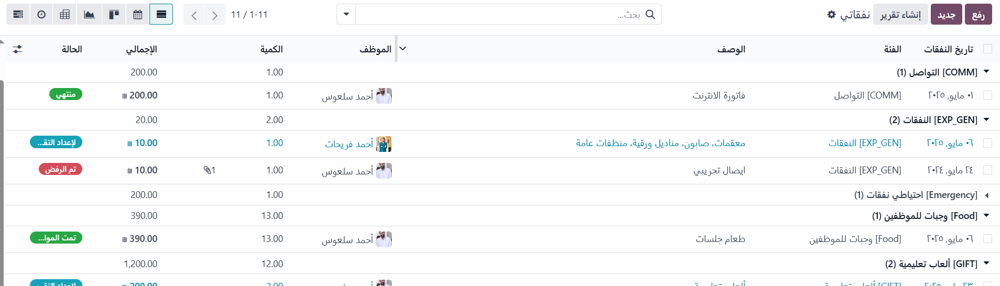 رفع جديد إنشاء تقرير نفقاتي بحث... 11 / 1-11
تاريخ النفقات الفئة الوصف الموظف الكمية الإجمالي الحالة
[COMM] التواصل (1) 1.00 200.00
٠١ مايو, ٢٠٢٥ [COMM] التواصل فاتورة الانترنت أحمد سلعوس 1.00 200.00 ₪ منتهي
[EXP_GEN] النفقات (2) 2.00 20.00
٠٦ مايو, ٢٠٢٥ [EXP_GEN] النفقات معقمات، صابون، مناديل ورقية، منظفات عامة أحمد فريحات 1.00 10.00 ₪ لإعداد التق...
٢٤ مايو, ٢٠٢٤ [EXP_GEN] النفقات ايصال تجريبي أحمد سلعوس 1.00 1 10.00 ₪ تم الرفض
[Emergency] احتياطي نفقات (1) 1.00 200.00
[Food] وجبات للموظفين (1) 13.00 390.00
٠٦ مايو, ٢٠٢٥ [Food] وجبات للموظفين طعام جلسات أحمد سلعوس 13.00 390.00 ₪ تمت الموا...
[GIFT] ألعاب تعليمية (2) 12.00 1,200.00